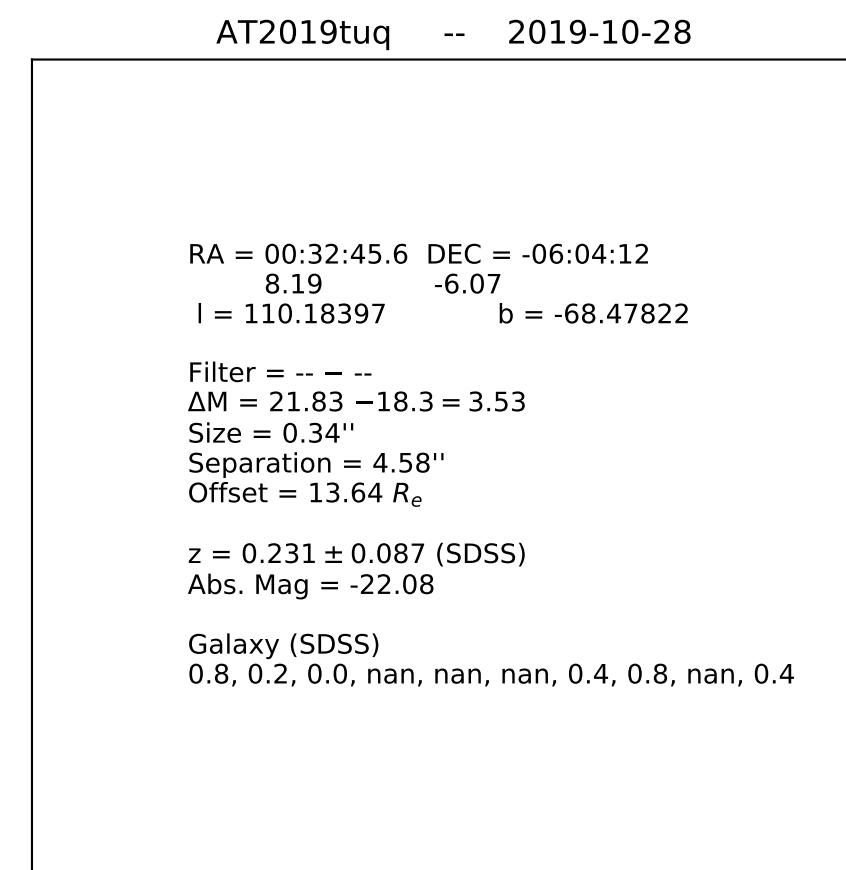 AT2019tuq -- 2019-10-28
RA = 00:32:45.6 DEC = -06:04:12
8.19 -6.07
l = 110.18397 b = -68.47822
Filter = -- − --
ΔM = 21.83 −18.3 = 3.53
Size = 0.34''
Separation = 4.58''
Offset = 13.64 Rₑ
z = 0.231 ± 0.087 (SDSS)
Abs. Mag = -22.08
Galaxy (SDSS)
0.8, 0.2, 0.0, nan, nan, nan, 0.4, 0.8, nan, 0.4